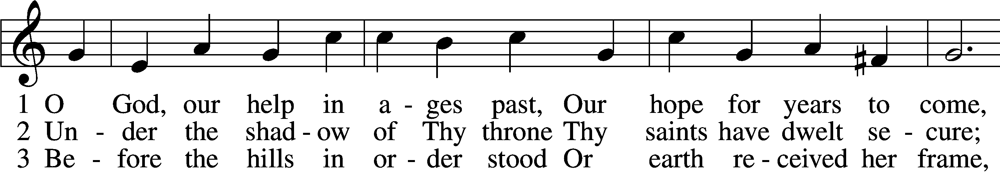 1 O God, our help in a - ges past, Our hope for years to come,
2 Un - der the shad - ow of Thy throne Thy saints have dwelt se - cure;
3 Be - fore the hills in or - der stood Or earth re - ceived her frame,